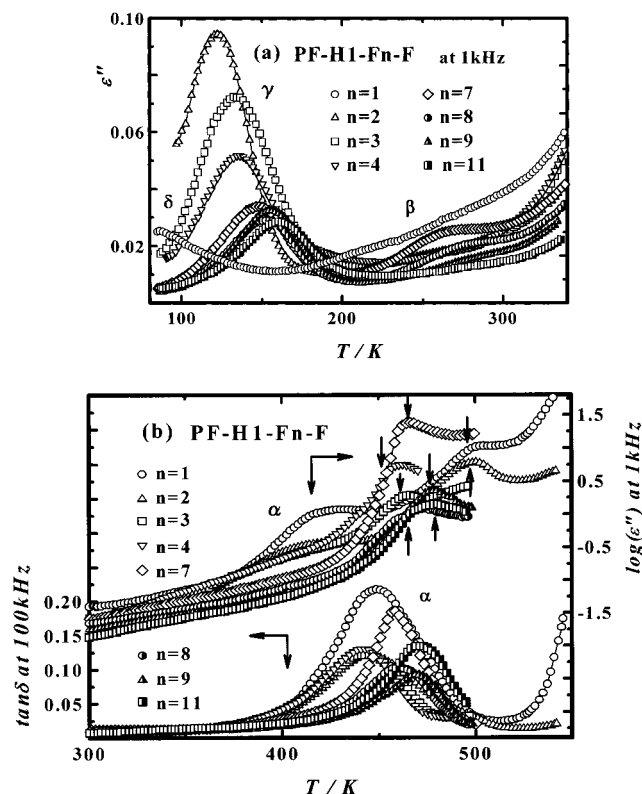 0.10
(a) PF-H1-Fn-F at 1kHz
ε"
γ
n=1 n=7
n=2 n=8
n=3 n=9
n=4 n=11
0.06
δ
β
0.02
100 200 300
T / K
(b) PF-H1-Fn-F
1.5
n=1
n=2
n=3
n=4
n=7
α
0.5
-0.5
-1.5
log(ε") at 1kHz
0.20
0.15
0.10
0.05
tanδ at 100kHz
α
n=8
n=9
n=11
300 400 500
T / K